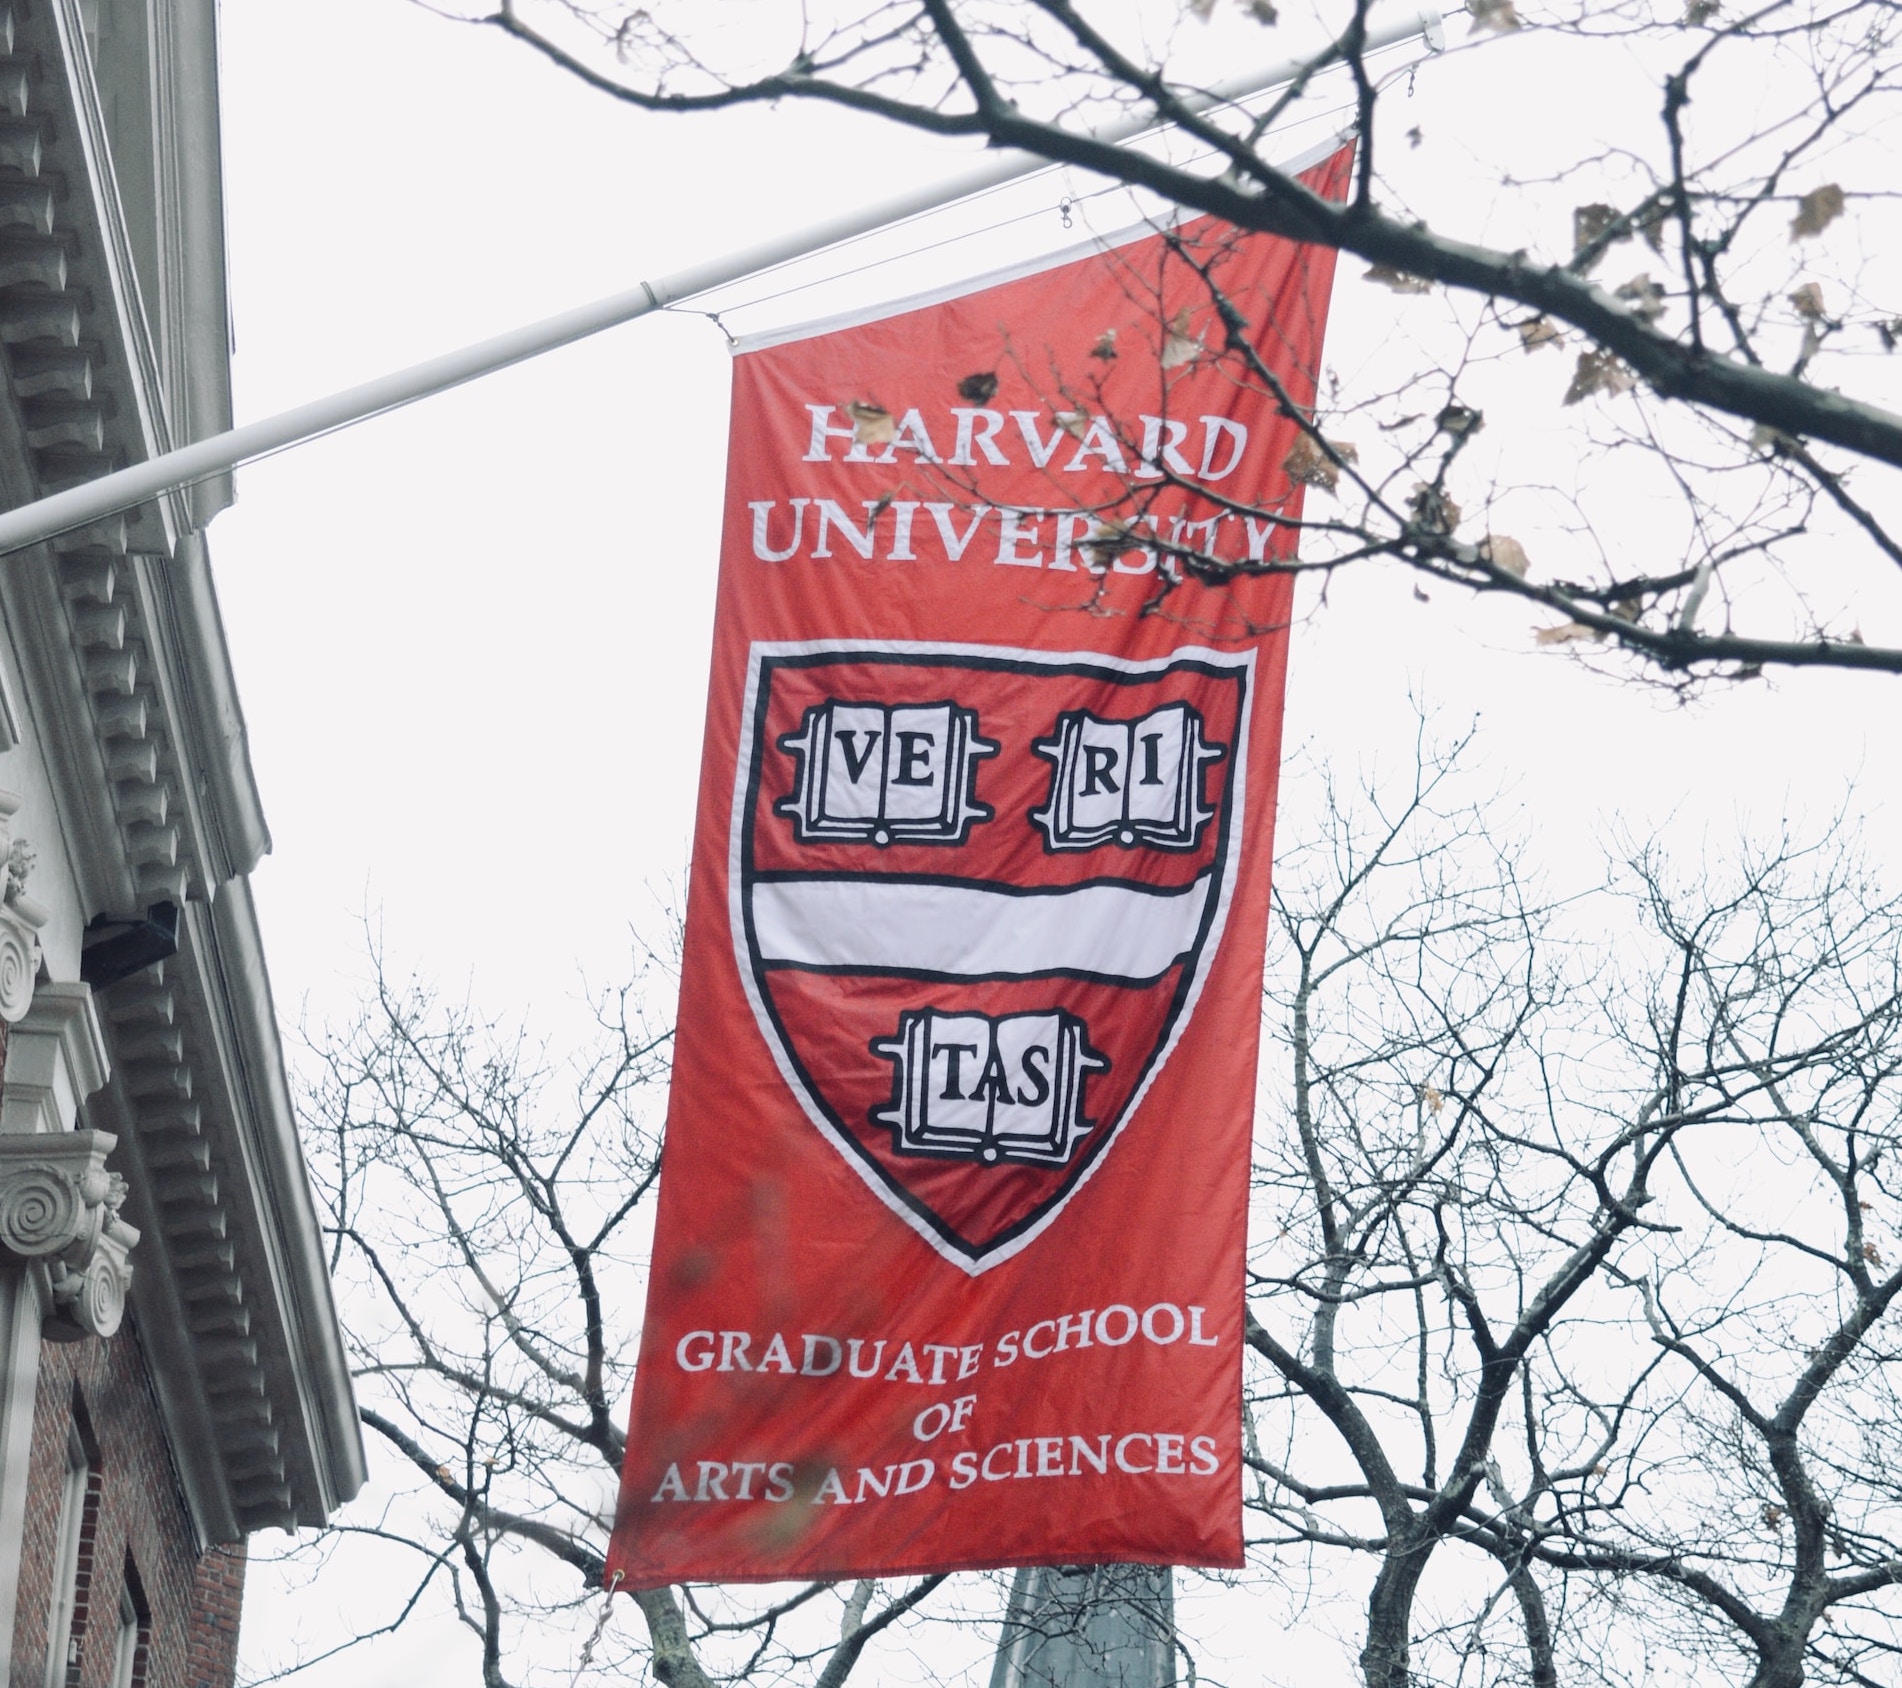 HARVARD
UNIVERSITY
VE RI
TAS
GRADUATE SCHOOL
OF
ARTS AND SCIENCES